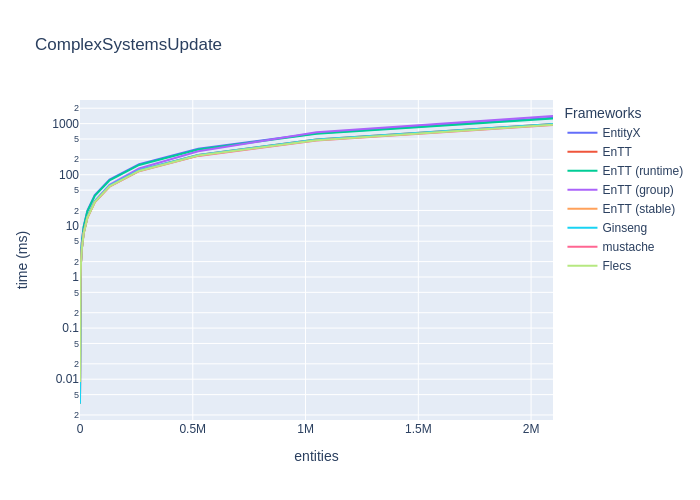 ComplexSystemsUpdate
Frameworks
EntityX
EnTT
EnTT (runtime)
EnTT (group)
EnTT (stable)
Ginseng
mustache
Flecs
time (ms)
2
1000
5
2
100
5
2
10
5
2
1
5
2
0.1
5
2
0.01
5
2
0 0.5M 1M 1.5M 2M
entities